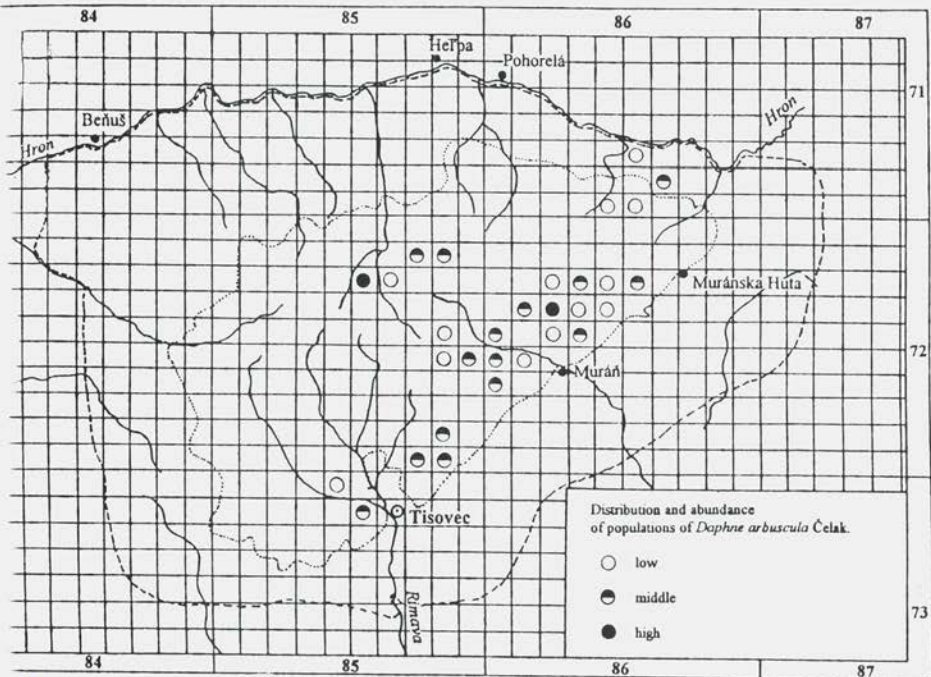 84 85 86 87
Heľpa
Pohorelá
71
Hron
Beňuš
Hron
Muránska Huta
72
Muráň
Distribution and abundance
of populations of Daphne arbuscula Čelak.
Tisovec
low
middle
Rimava
73
high
84 85 86 87